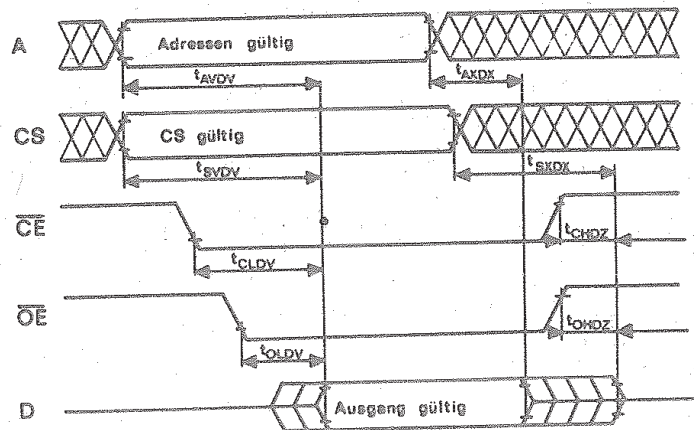 A
Adressen gültig
tAVDV
tAXDX
CS
CS gültig
tSVDV
tSXDX
CE
tCLDV
tCHDZ
OE
tOLDV
tOHDZ
D
Ausgang gültig